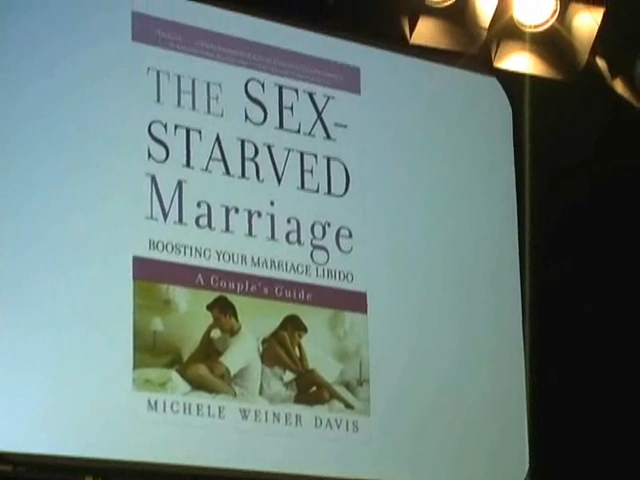 THE SEX-
STARVED
Marriage
BOOSTING YOUR MARRIAGE LIBIDO
A Couple's Guide
MICHELE WEINER DAVIS